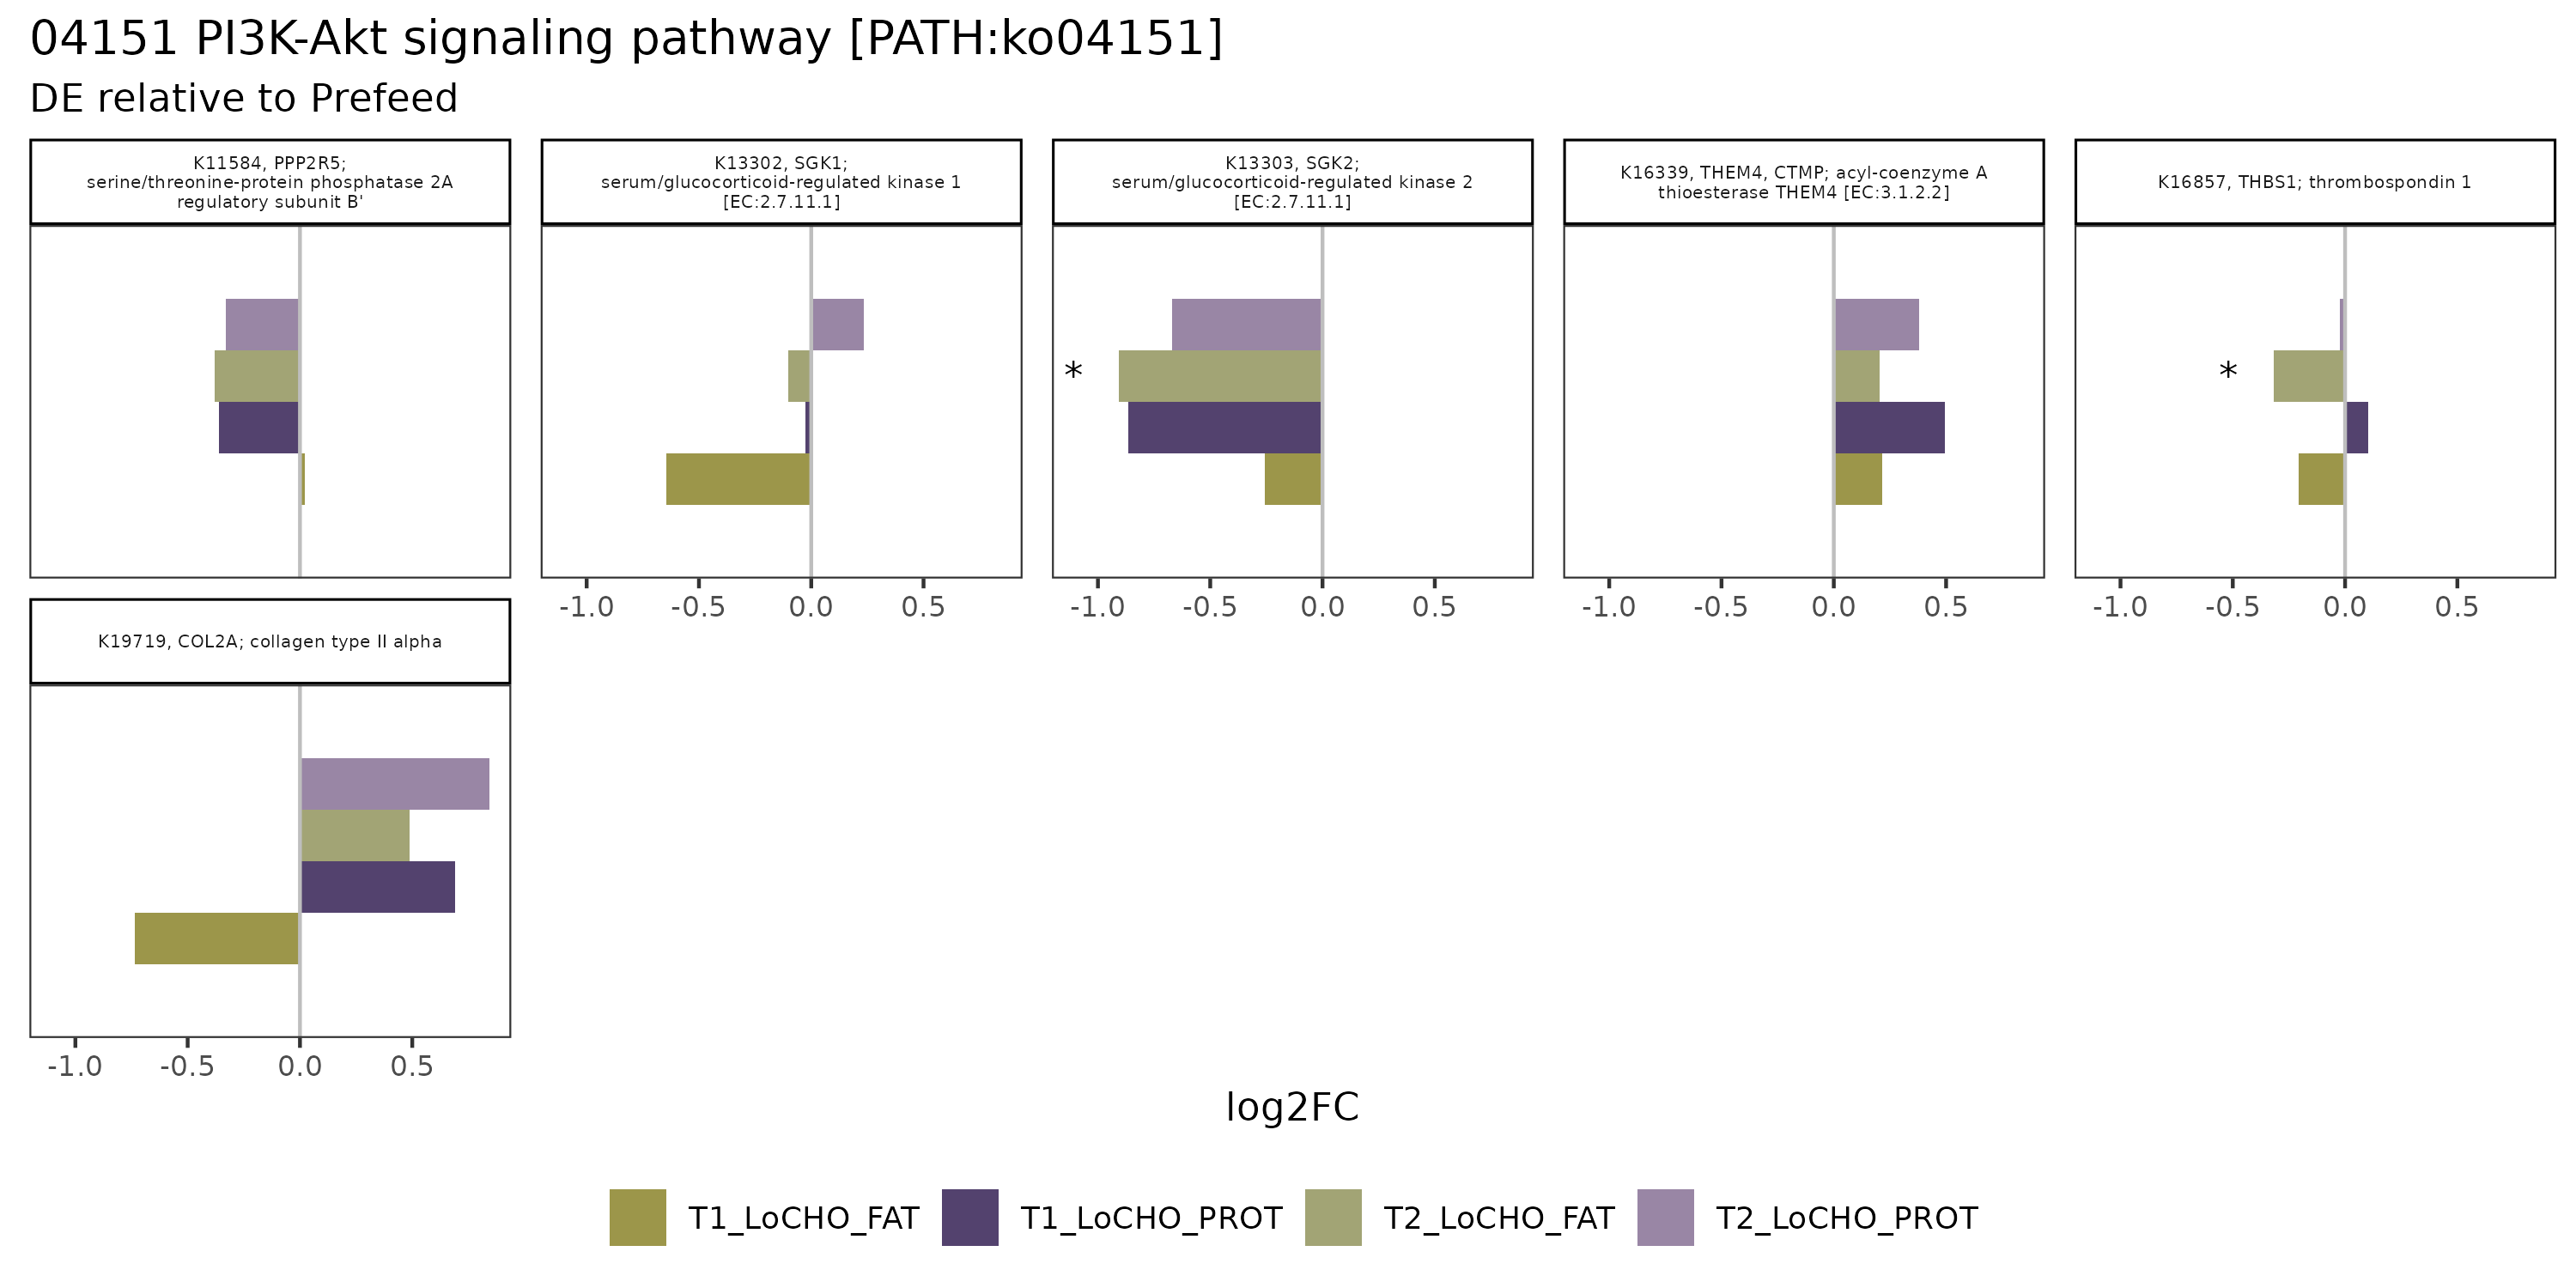 04151 PI3K-Akt signaling pathway [PATH:ko04151]
DE relative to Prefeed
K11584, PPP2R5;
serine/threonine-protein phosphatase 2A
regulatory subunit B'
K13302, SGK1;
serum/glucocorticoid-regulated kinase 1
[EC:2.7.11.1]
K13303, SGK2;
serum/glucocorticoid-regulated kinase 2
[EC:2.7.11.1]
K16339, THEM4, CTMP; acyl-coenzyme A
thioesterase THEM4 [EC:3.1.2.2]
K16857, THBS1; thrombospondin 1
*
*
-1.0 -0.5 0.0 0.5
-1.0 -0.5 0.0 0.5
-1.0 -0.5 0.0 0.5
-1.0 -0.5 0.0 0.5
K19719, COL2A; collagen type II alpha
-1.0 -0.5 0.0 0.5
log2FC
T1_LoCHO_FAT T1_LoCHO_PROT T2_LoCHO_FAT T2_LoCHO_PROT